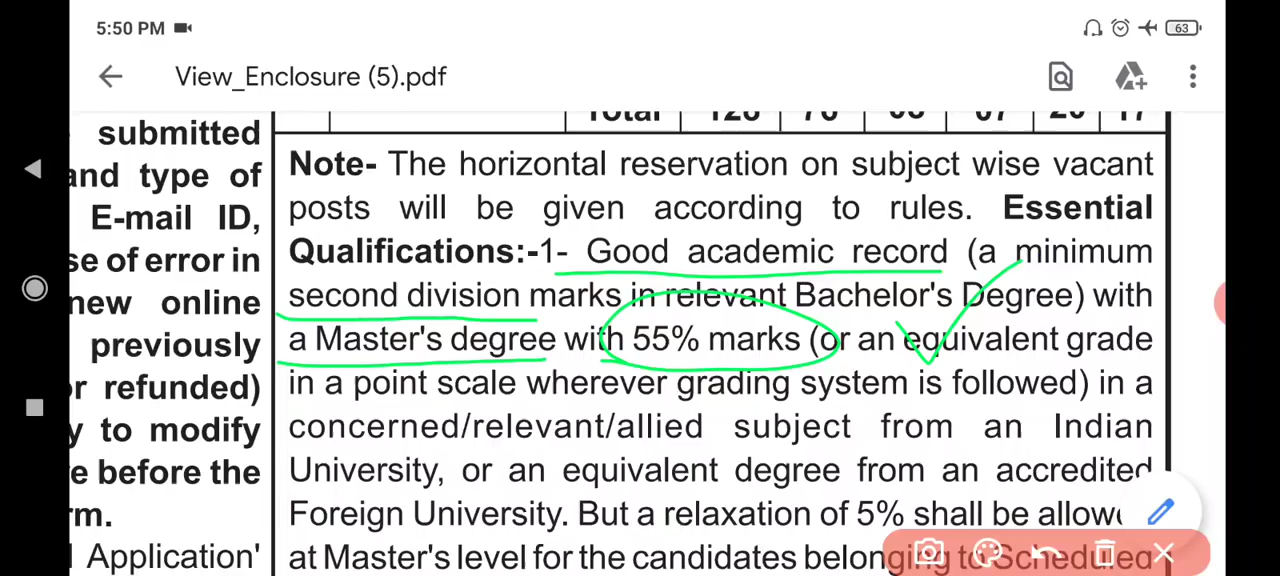 5:50 PM
63
View_Enclosure (5).pdf
Total 128
submitted
and type of
E-mail ID,
se of error in
new online
previously
or refunded)
y to modify
e before the
rm.
Application'
Note- The horizontal reservation on subject wise vacant
posts will be given according to rules. Essential
Qualifications:-1- Good academic record (a minimum
second division marks in relevant Bachelor's Degree) with
a Master's degree with 55% marks (or an equivalent grade
in a point scale wherever grading system is followed) in a
concerned/relevant/allied subject from an Indian
University, or an equivalent degree from an accredited
Foreign University. But a relaxation of 5% shall be allow
at Master's level for the candidates belonging to Scheduled